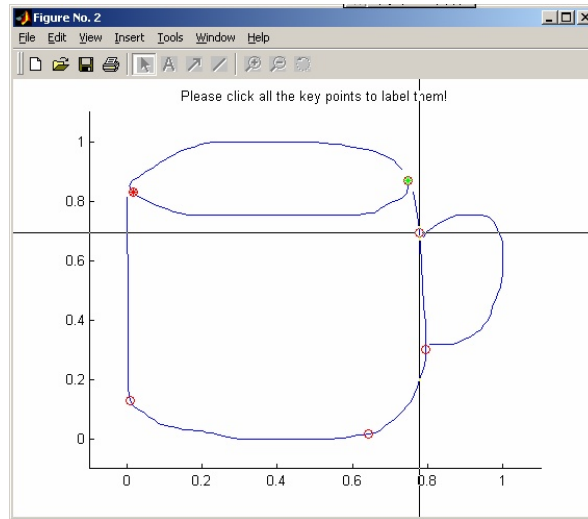 Figure No. 2
File Edit View Insert Tools Window Help
A
Please click all the key points to label them!
1
0.8
0.6
0.4
0.2
0
0 0.2 0.4 0.6 0.8 1